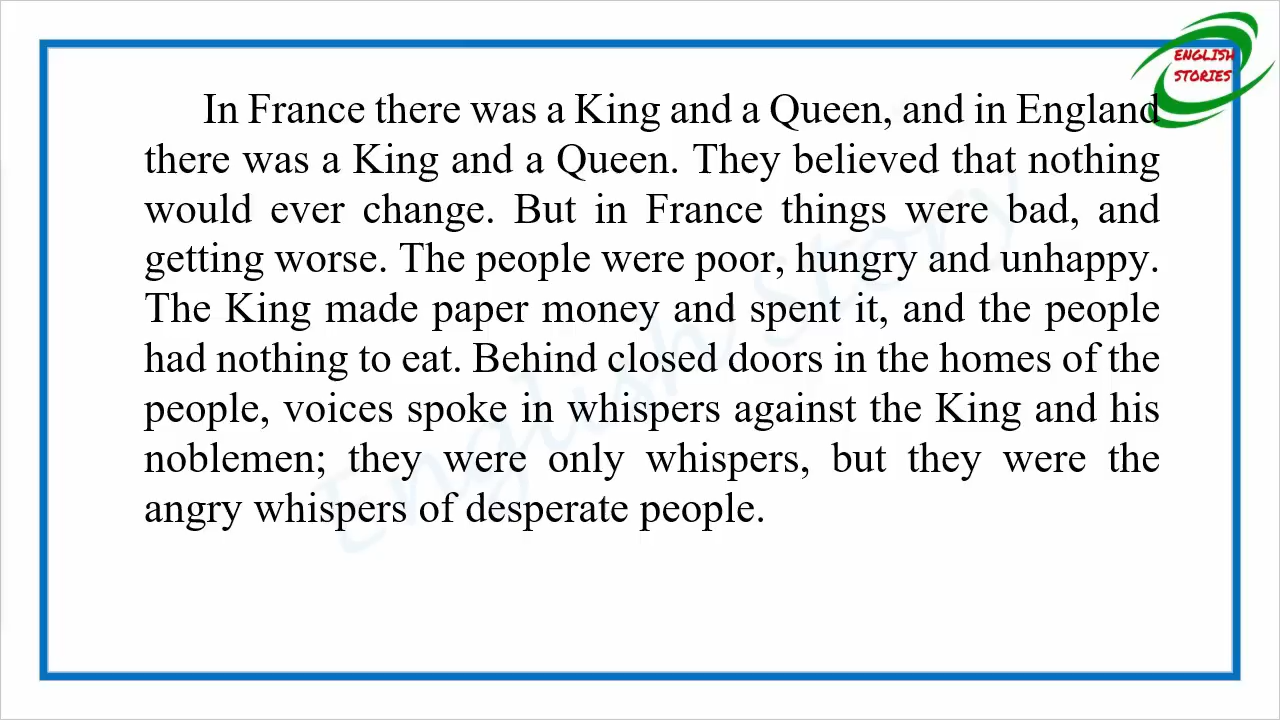 ENGLISH
STORIES
In France there was a King and a Queen, and in England
there was a King and a Queen. They believed that nothing
would ever change. But in France things were bad, and
getting worse. The people were poor, hungry and unhappy.
The King made paper money and spent it, and the people
had nothing to eat. Behind closed doors in the homes of the
people, voices spoke in whispers against the King and his
noblemen; they were only whispers, but they were the
angry whispers of desperate people.
English Story